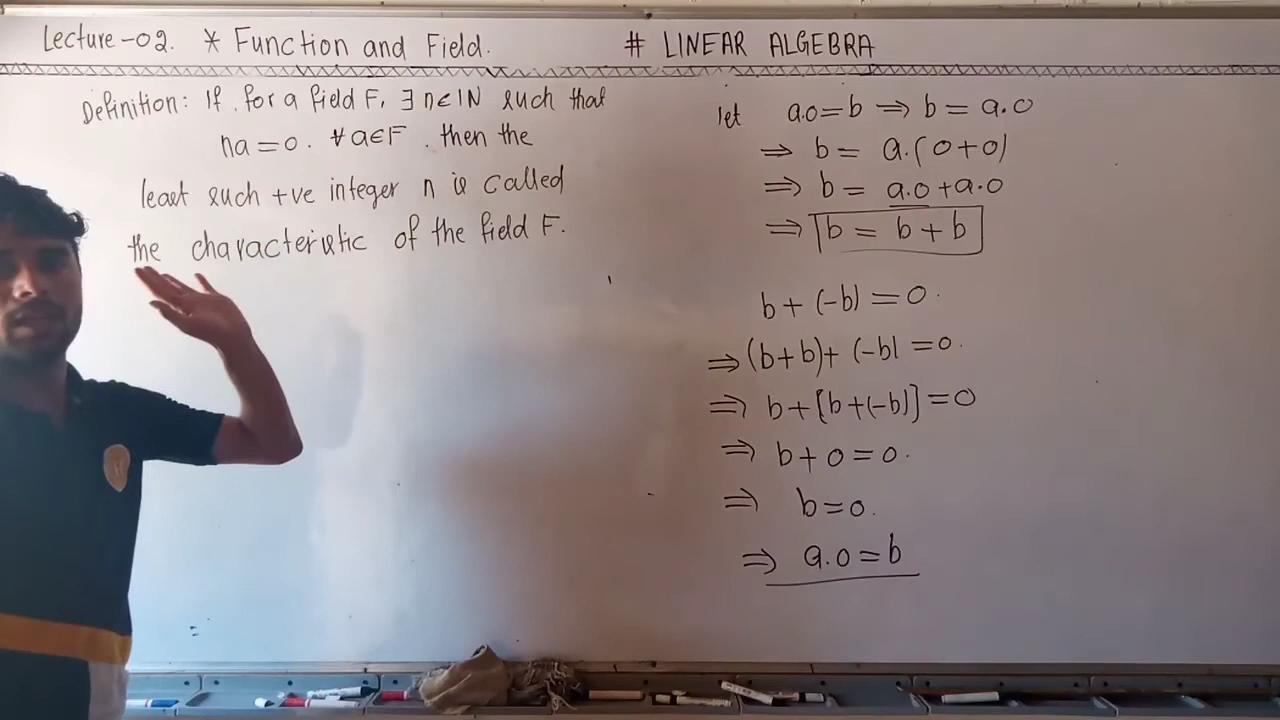 Lecture-02. * Function and Field. # LINEAR ALGEBRA
Definition: If for a field F, ∃ n∈IN such that
na=0. ∀ a∈F. then the
least such +ve integer n is called
the characteristic of the field F.
let a.0=b ⇒ b = a.0
⇒ b = a.(0+0)
⇒ b = a.0+a.0
⇒ b = b + b
b + (-b) = 0.
⇒ (b+b)+ (-b) = 0.
⇒ b+[b+(-b)] = 0
⇒ b+0=0.
⇒ b=0.
⇒ a.0=b